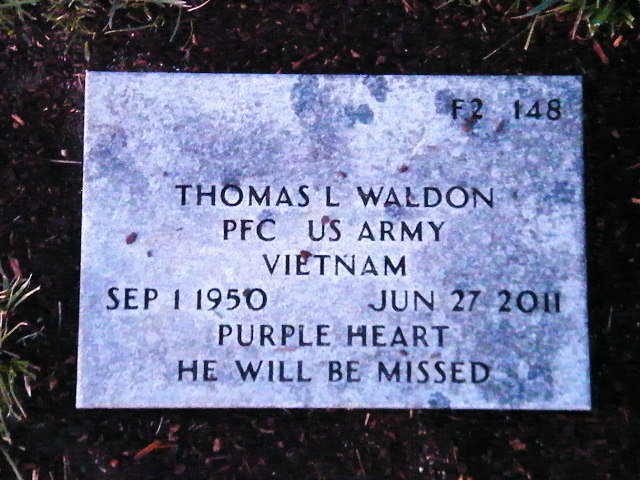 F2 148
THOMAS L WALDON
PFC US ARMY
VIETNAM
SEP 1 1950 JUN 27 2011
PURPLE HEART
HE WILL BE MISSED